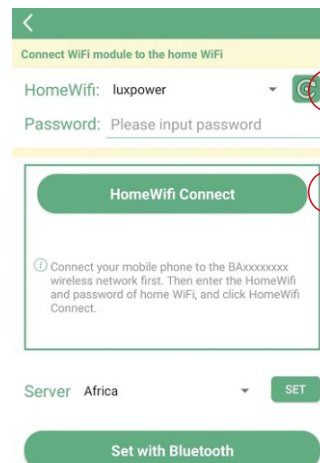 Connect WiFi module to the home WiFi
HomeWifi: luxpower
Password: Please input password
HomeWifi Connect
Connect your mobile phone to the BAxxxxxxxx
wireless network first. Then enter the HomeWifi
and password of home WiFi, and click HomeWifi
Connect.
Server Africa SET
Set with Bluetooth